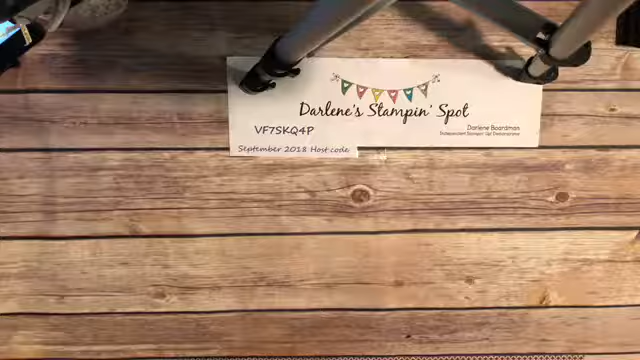 Darlene's Stampin' Spot
VF7SKQ4P
Darlene Boardman
Independent Stampin' Up! Demonstrator
September 2018 Host code